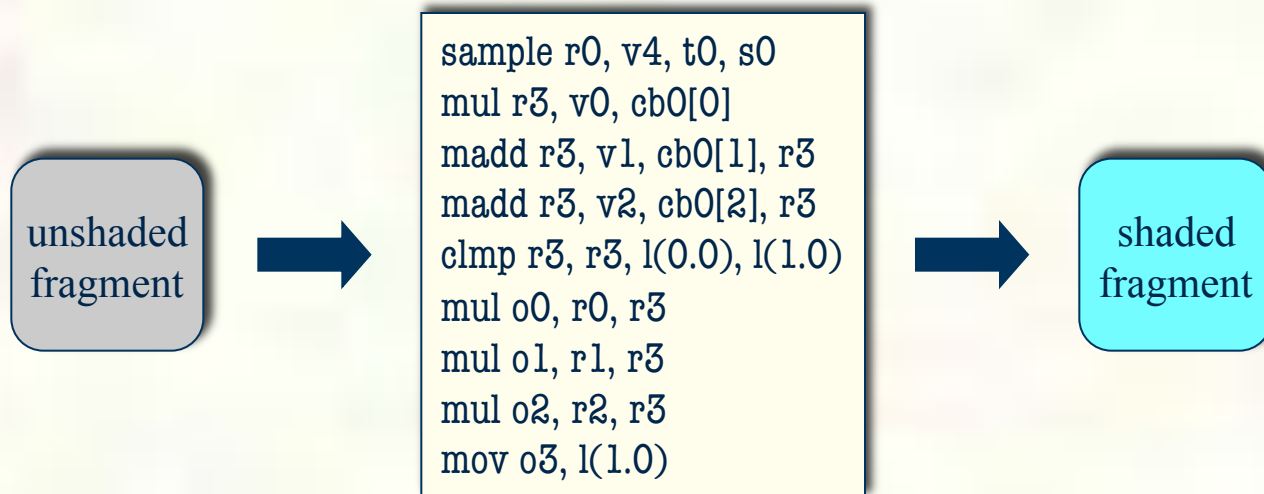 unshaded
fragment
sample r0, v4, t0, s0
mul r3, v0, cb0[0]
madd r3, v1, cb0[1], r3
madd r3, v2, cb0[2], r3
clmp r3, r3, l(0.0), l(1.0)
mul o0, r0, r3
mul o1, r1, r3
mul o2, r2, r3
mov o3, l(1.0)
shaded
fragment